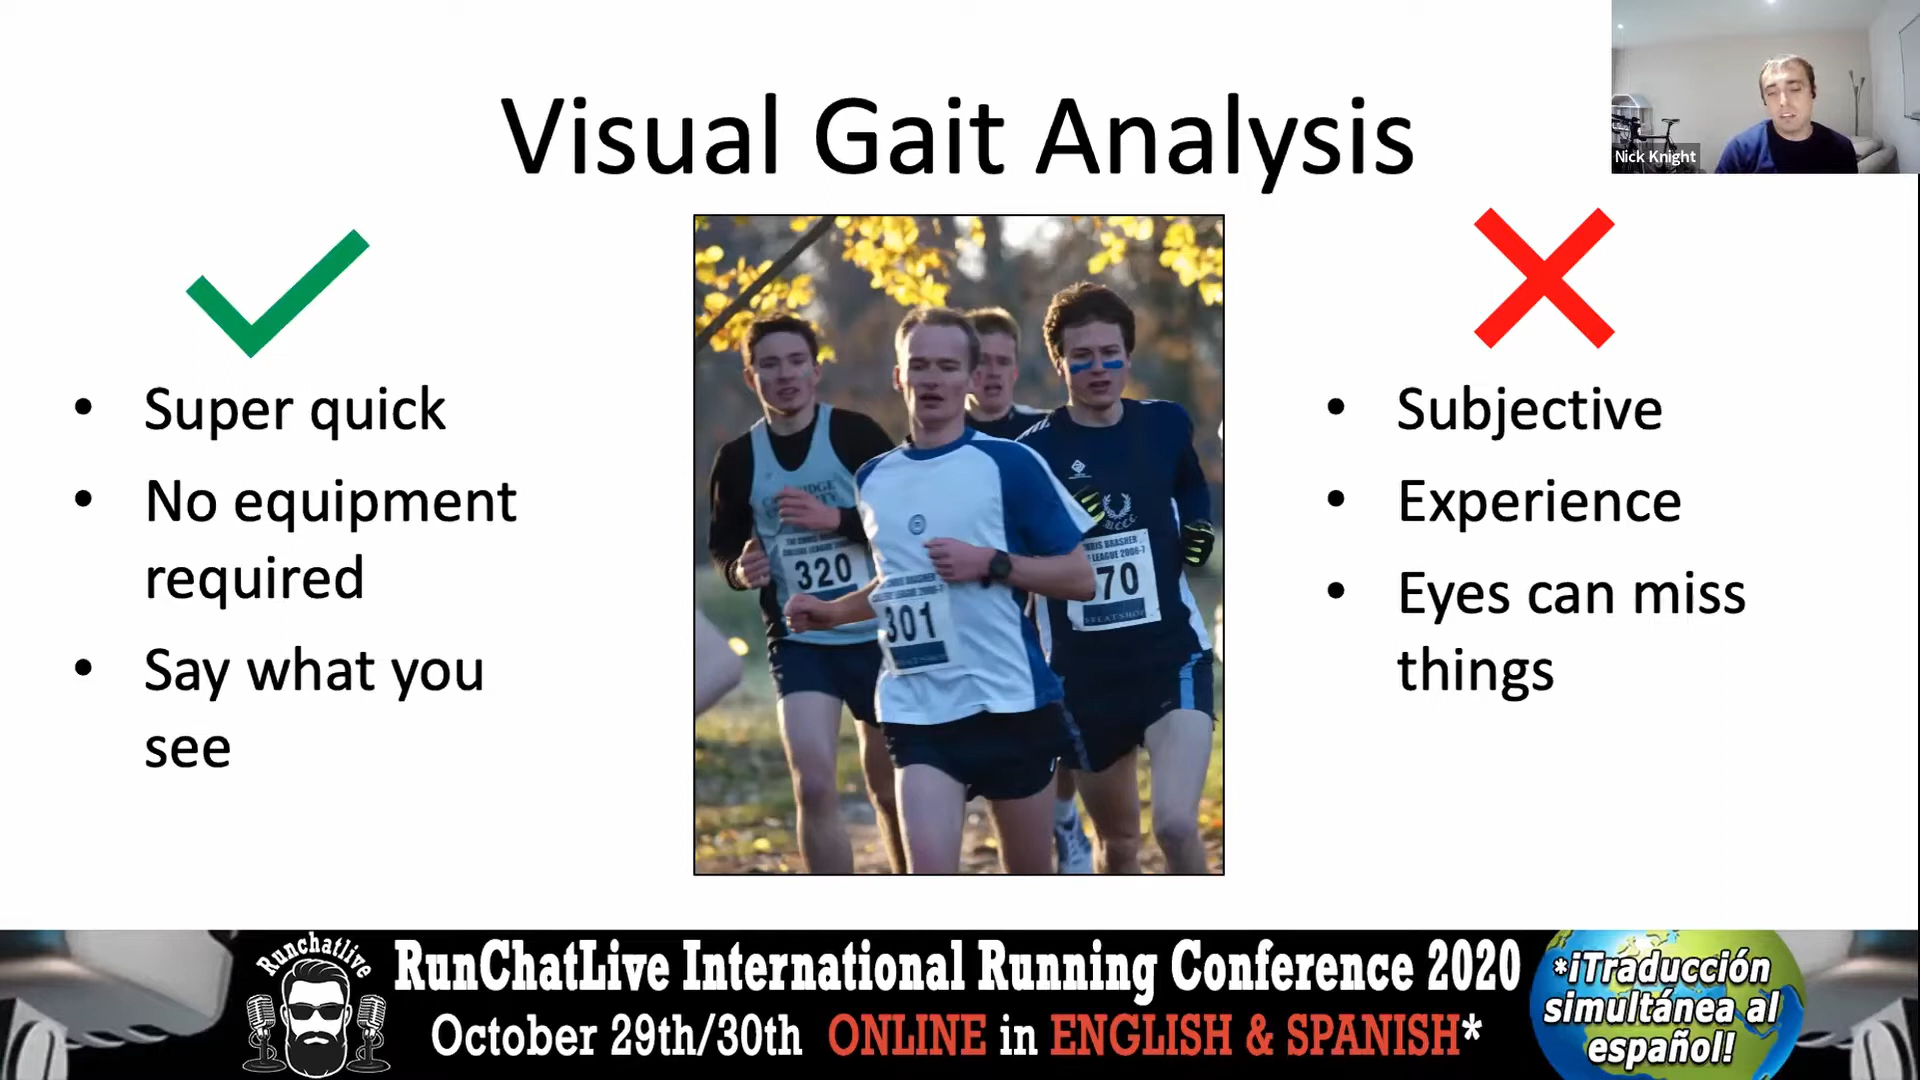 Visual Gait Analysis
Nick Knight
• Super quick
• No equipment
required
• Say what you
see
320
301
70
• Subjective
• Experience
• Eyes can miss
things
Runchatlive
RunChatLive International Running Conference 2020
October 29th/30th ONLINE in ENGLISH & SPANISH*
*¡Traducción
simultánea al
español!